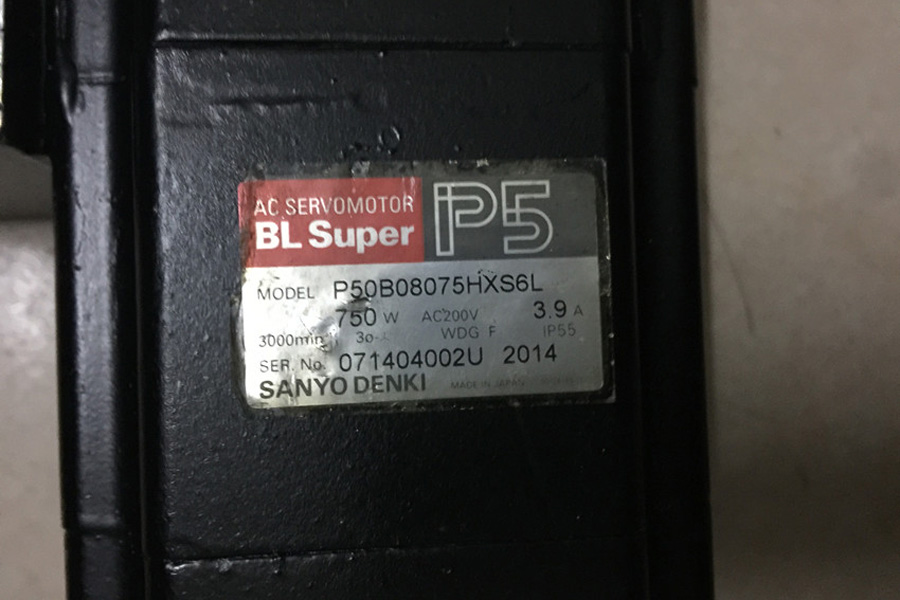 AC SERVOMOTOR
BL Super
P5
MODEL P50B08075HXS6L
750 W AC200V 3.9 A
3000min WDG F IP55
SER. No. 071404002U 2014
SANYO DENKI MADE IN JAPAN